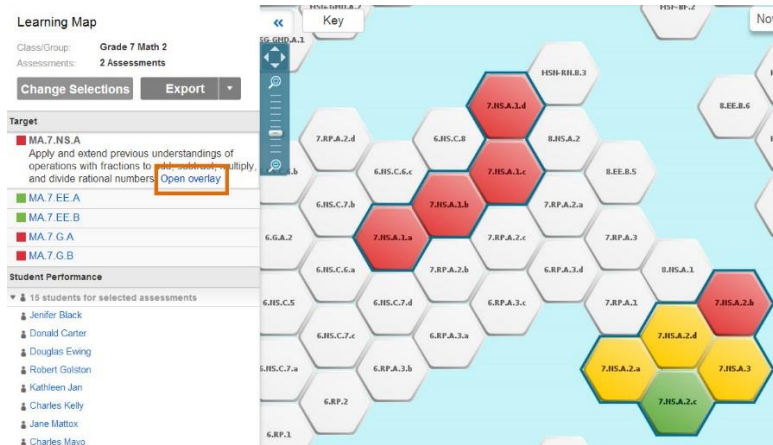 Learning Map
Class/Group: Grade 7 Math 2
Assessments: 2 Assessments
Change Selections
Export
Target
MA.7.NS.A
Apply and extend previous understandings of
operations with fractions to add, subtract, multiply,
and divide rational numbers. Open overlay
MA.7.EE.A
MA.7.EE.B
MA.7.G.A
MA.7.G.B
Student Performance
15 students for selected assessments
Jenifer Black
Donald Carter
Douglas Ewing
Robert Golston
Kathleen Jan
Charles Kelly
Jane Mattox
Charles Mayo
«
Key
No
HSN-RN.B.3
7.NS.A.1.d
8.EE.B.6
7.RP.A.2.d
6.NS.C.8
8.NS.A.2
6.NS.C.6.c
7.NS.A.1.c
8.EE.B.5
6.NS.C.7.b
7.NS.A.1.b
7.RP.A.2.a
6.G.A.2
7.NS.A.1.a
7.RP.A.2.c
7.RP.A.3
6.NS.C.6.a
7.RP.A.2.b
6.RP.A.3.d
8.NS.A.1
6.NS.C.5
6.NS.C.7.d
6.RP.A.3.c
7.RP.A.1
7.NS.A.2.b
6.NS.C.7.c
6.RP.A.3.a
7.NS.A.2.d
6.NS.C.7.a
6.RP.A.3.b
7.NS.A.2.a
7.NS.A.3
6.RP.2
7.NS.A.2.c
6.RP.1